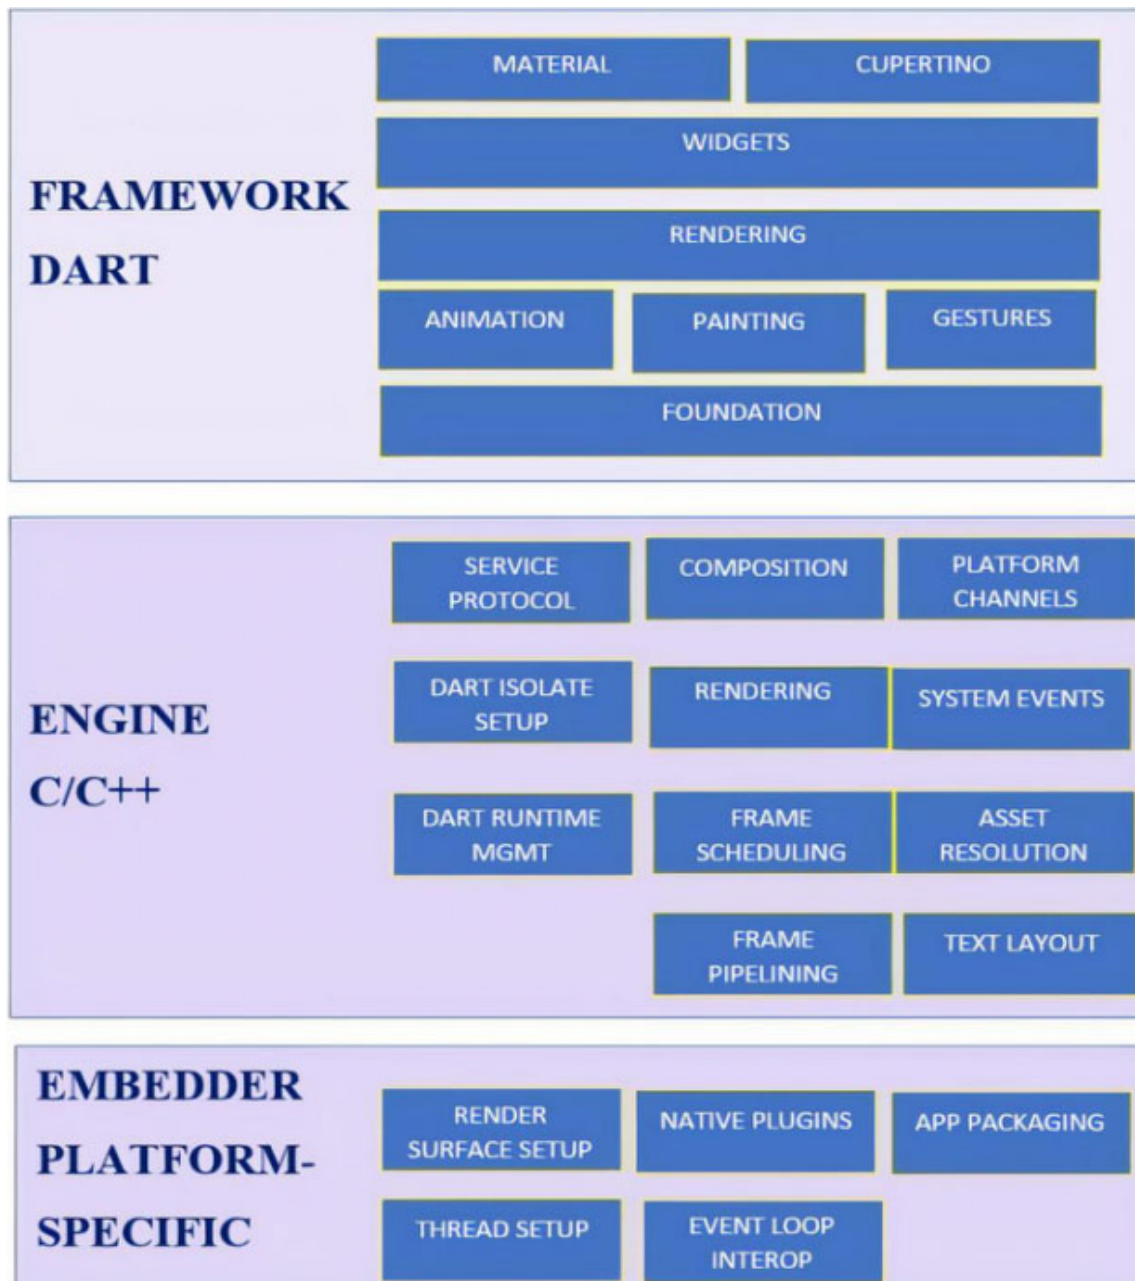 FRAMEWORK
DART
MATERIAL
CUPERTINO
WIDGETS
RENDERING
ANIMATION
PAINTING
GESTURES
FOUNDATION
ENGINE
C/C++
SERVICE
PROTOCOL
COMPOSITION
PLATFORM
CHANNELS
DART ISOLATE
SETUP
RENDERING
SYSTEM EVENTS
DART RUNTIME
MGMT
FRAME
SCHEDULING
ASSET
RESOLUTION
FRAME
PIPELINING
TEXT LAYOUT
EMBEDDER
PLATFORM-
SPECIFIC
RENDER
SURFACE SETUP
NATIVE PLUGINS
APP PACKAGING
THREAD SETUP
EVENT LOOP
INTEROP